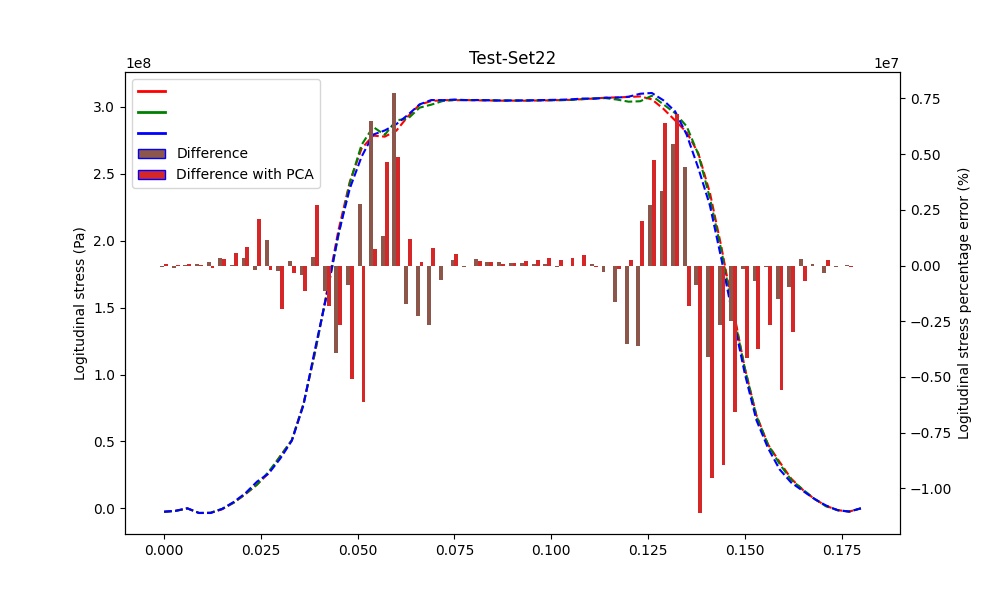 Test-Set22
1e8
1e7
Difference
Difference with PCA
Logitudinal stress (Pa)
3.0
2.5
2.0
1.5
1.0
0.5
0.0
0.75
0.50
0.25
0.00
−0.25
−0.50
−0.75
−1.00
Logitudinal stress percentage error (%)
0.000 0.025 0.050 0.075 0.100 0.125 0.150 0.175